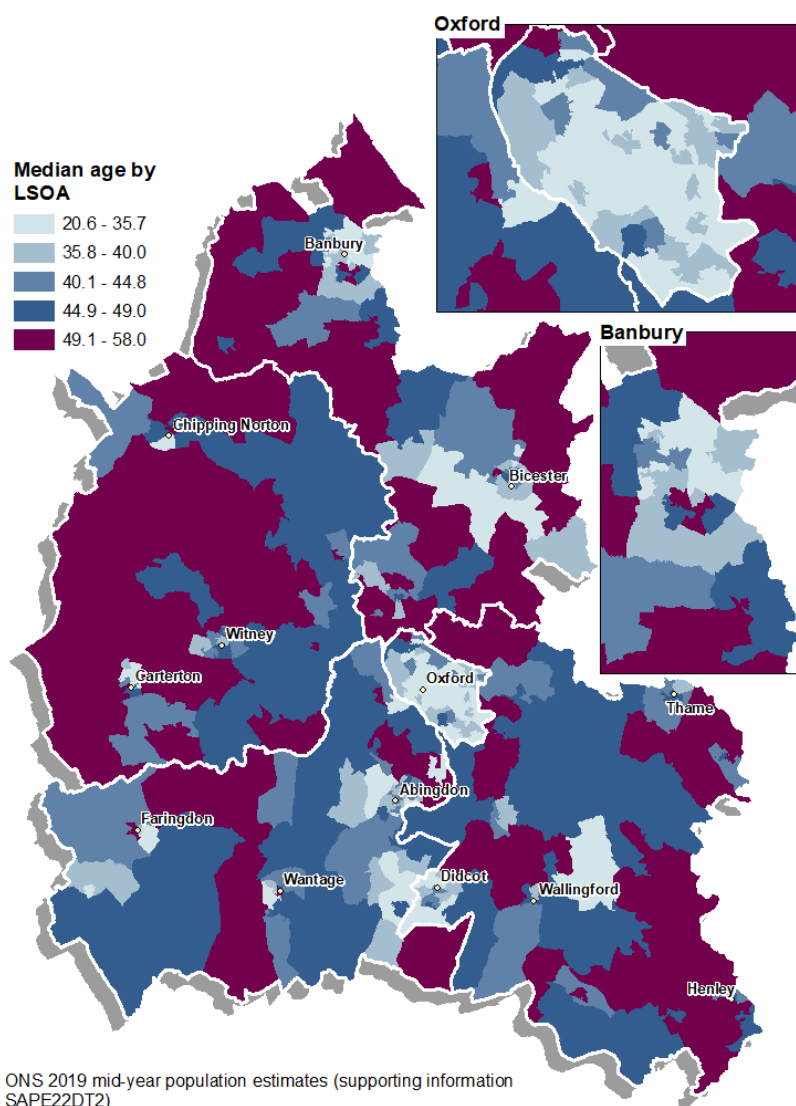 Oxford
Median age by
LSOA
20.6 - 35.7
35.8 - 40.0
40.1 - 44.8
44.9 - 49.0
49.1 - 58.0
Banbury
Banbury
Chipping Norton
Bicester
Witney
Carterton
Oxford
Thame
Abingdon
Faringdon
Wantage
Didcot
Wallingford
Henley
ONS 2019 mid-year population estimates (supporting information
SAPE22DT2)